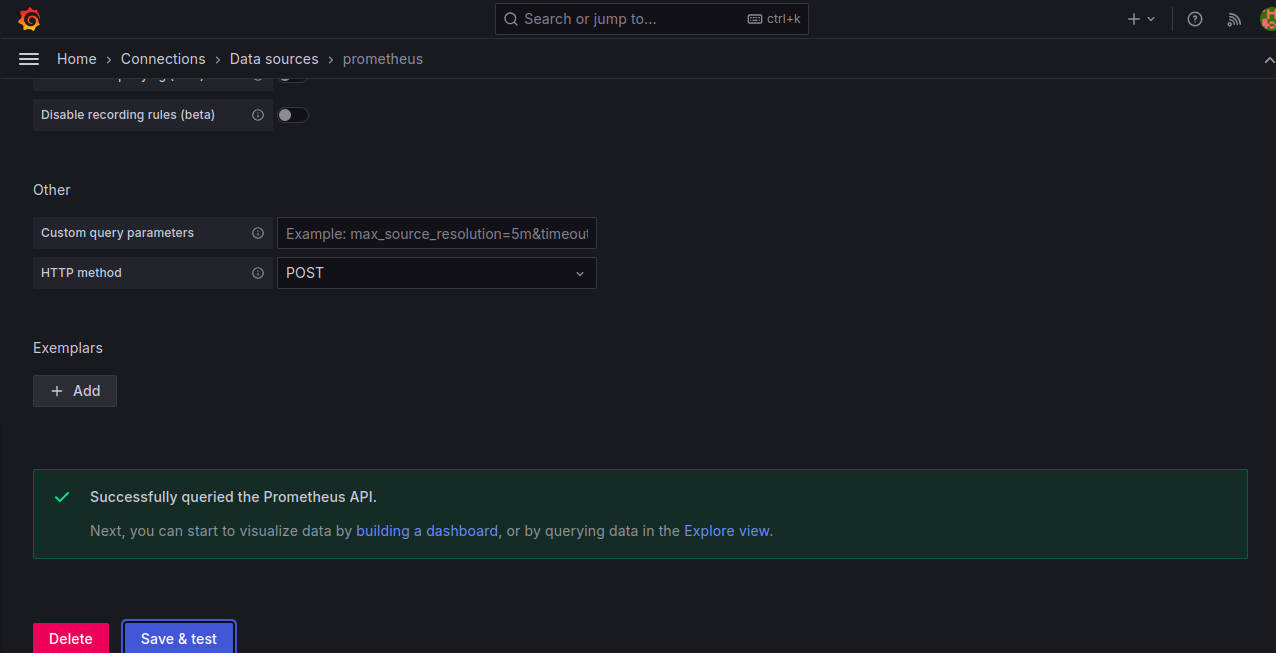 Search or jump to... ctrl+k
Home › Connections › Data sources › prometheus
Disable recording rules (beta)
Other
Custom query parameters Example: max_source_resolution=5m&timeout
HTTP method POST
Exemplars
+ Add
Successfully queried the Prometheus API.
Next, you can start to visualize data by building a dashboard, or by querying data in the Explore view.
Delete Save & test